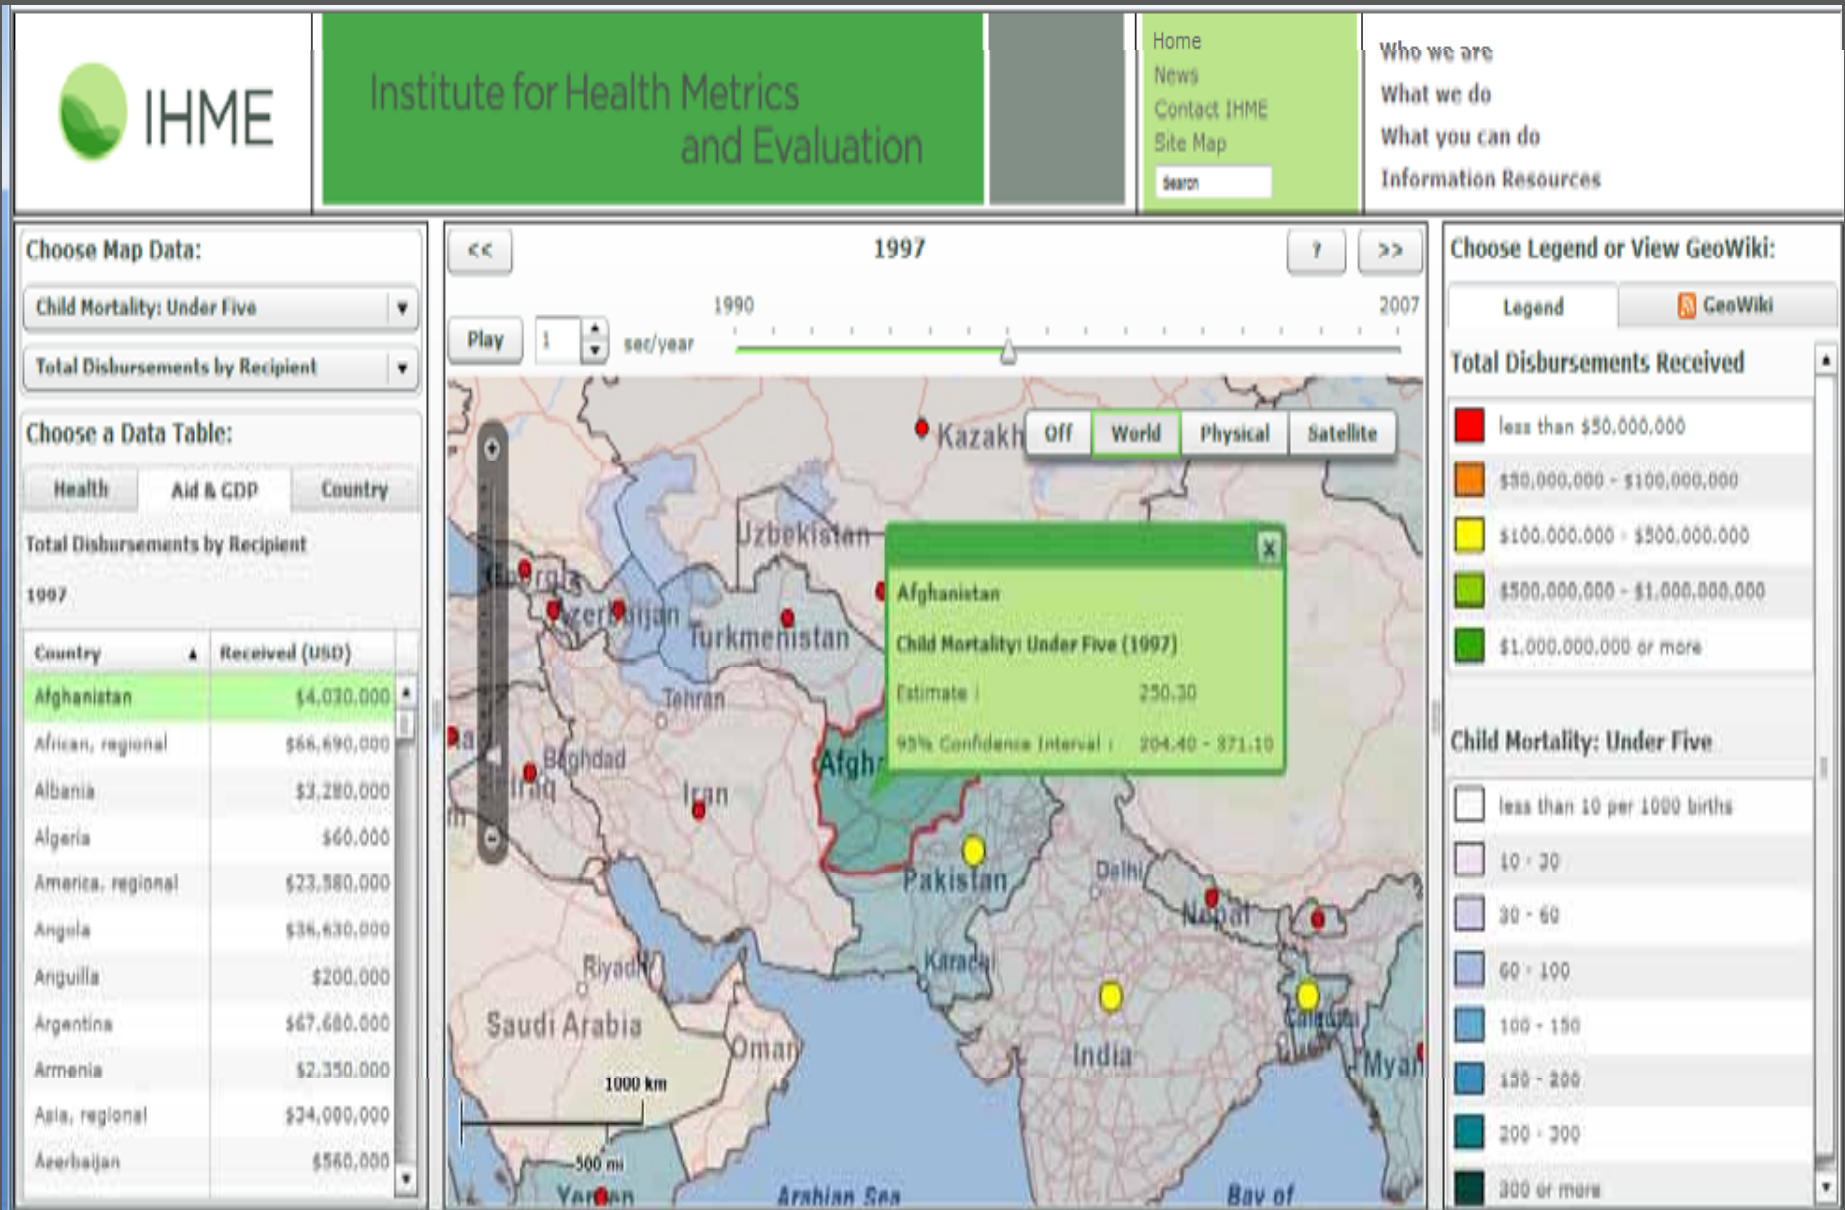 IHME
Institute for Health Metrics
and Evaluation
Home
News
Contact IHME
Site Map
Search
Who we are
What we do
What you can do
Information Resources
Choose Map Data:
Child Mortality: Under Five
Total Disbursements by Recipient
Choose a Data Table:
Health Aid & GDP Country
Total Disbursements by Recipient
1997
Country Received (USD)
Afghanistan $4,030,000
African, regional $66,690,000
Albania $3,280,000
Algeria $60,000
America, regional $23,580,000
Angola $36,630,000
Anguilla $200,000
Argentina $67,680,000
Armenia $2,350,000
Asia, regional $34,080,000
Azerbaijan $560,000
<< 1997 ? >>
1990 2007
Play 1 sec/year
Off World Physical Satellite
Kazakh
Uzbekistan
Georgia
Azerbaijan
Turkmenistan
Tehran
Baghdad
Iraq
Iran
Afgha
Afghanistan
Child Mortality: Under Five (1997)
Estimate : 250.30
95% Confidence Interval : 204.40 - 371.10
X
Pakistan
Delhi
Nepal
Karachi
Riyadh
Saudi Arabia
Oman
India
Calcutta
Myan
1000 km
500 mi
Yemen
Arabian Sea
Bay of
Choose Legend or View GeoWiki:
Legend GeoWiki
Total Disbursements Received
less than $50,000,000
$50,000,000 - $100,000,000
$100,000,000 - $500,000,000
$500,000,000 - $1,000,000,000
$1,000,000,000 or more
Child Mortality: Under Five
less than 10 per 1000 births
10 - 30
30 - 60
60 - 100
100 - 150
150 - 200
200 - 300
300 or more